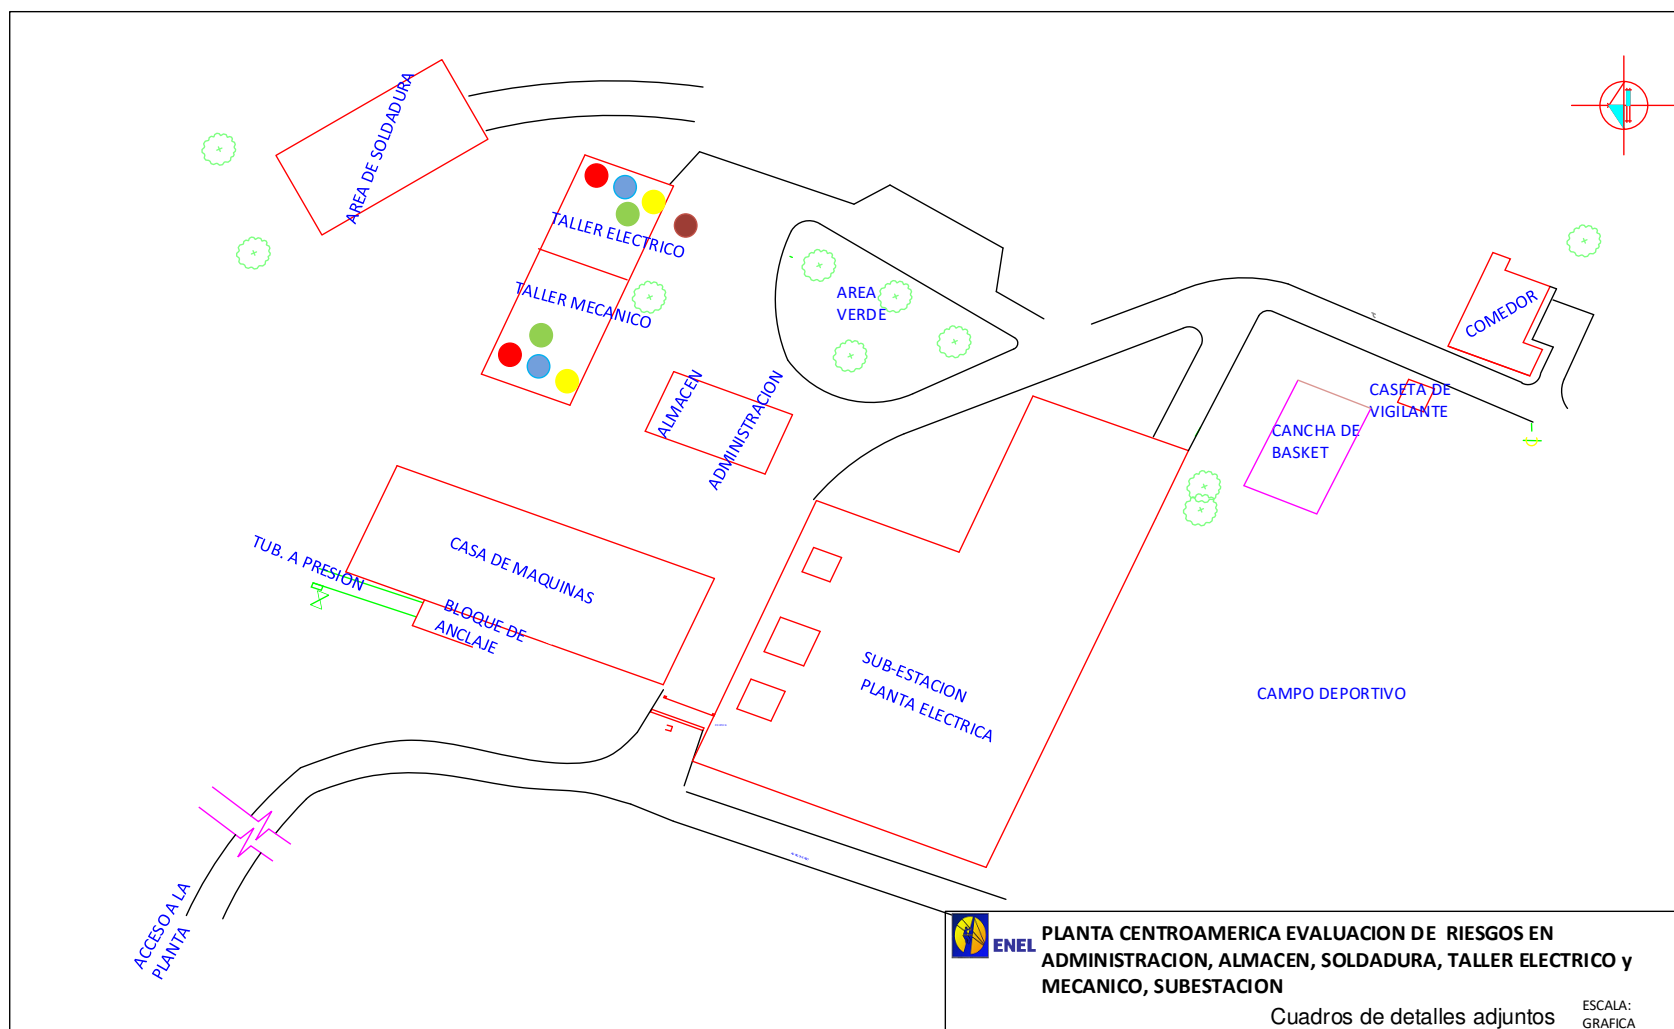 AREA DE SOLDADURA
TALLER ELECTRICO
TALLER MECANICO
AREA
VERDE
COMEDOR
CASETA DE
VIGILANTE
CANCHA DE
BASKET
ALMACEN
ADMINISTRACION
CASA DE MAQUINAS
TUB. A PRESION
BLOQUE DE
ANCLAJE
SUB-ESTACION
PLANTA ELECTRICA
CAMPO DEPORTIVO
ACCESO A LA
PLANTA
ENEL
PLANTA CENTROAMERICA EVALUACION DE RIESGOS EN
ADMINISTRACION, ALMACEN, SOLDADURA, TALLER ELECTRICO y
MECANICO, SUBESTACION
Cuadros de detalles adjuntos
ESCALA:
GRAFICA